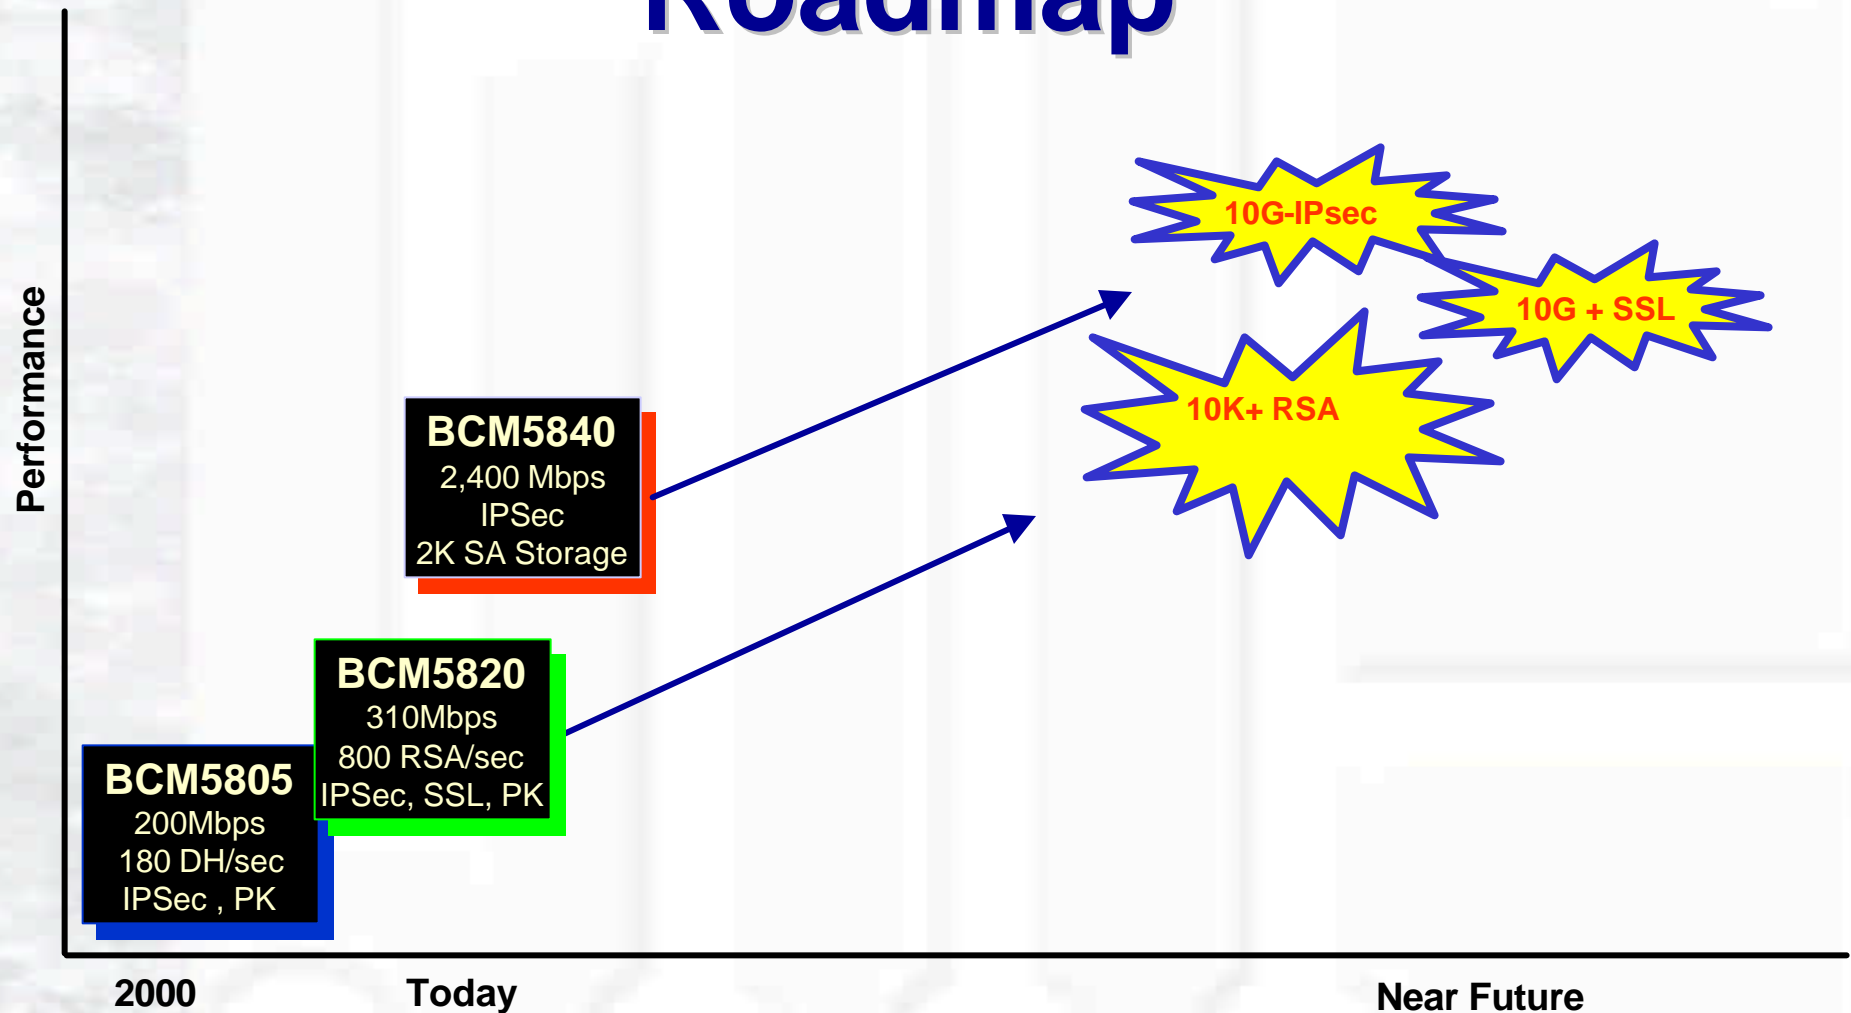 Roadmap
Performance
10G-IPsec
10G + SSL
10K+ RSA
BCM5840
2,400 Mbps
IPSec
2K SA Storage
BCM5820
310Mbps
800 RSA/sec
IPSec, SSL, PK
BCM5805
200Mbps
180 DH/sec
IPSec , PK
2000
Today
Near Future